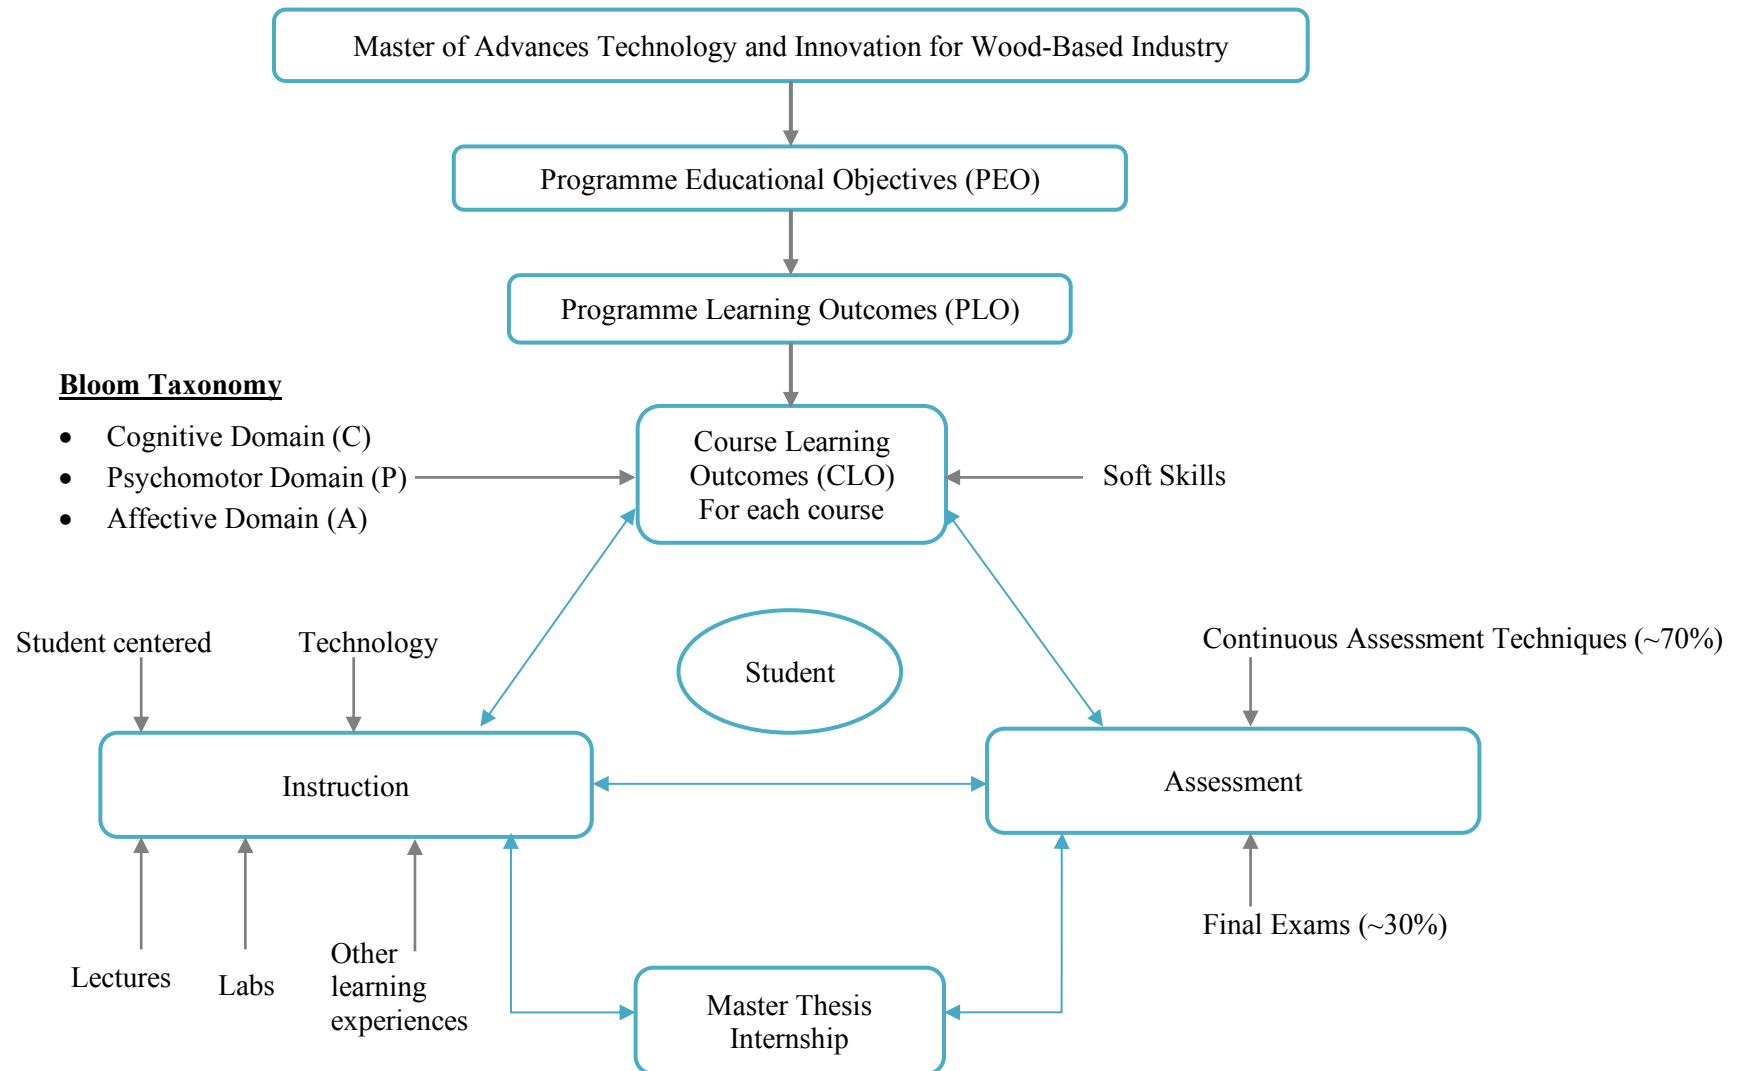 Master of Advances Technology and Innovation for Wood-Based Industry
Programme Educational Objectives (PEO)
Programme Learning Outcomes (PLO)
Bloom Taxonomy
• Cognitive Domain (C)
• Psychomotor Domain (P)
• Affective Domain (A)
Course Learning
Outcomes (CLO)
For each course
Soft Skills
Student centered
Technology
Student
Continuous Assessment Techniques (~70%)
Instruction
Assessment
Lectures
Labs
Other
learning
experiences
Final Exams (~30%)
Master Thesis
Internship